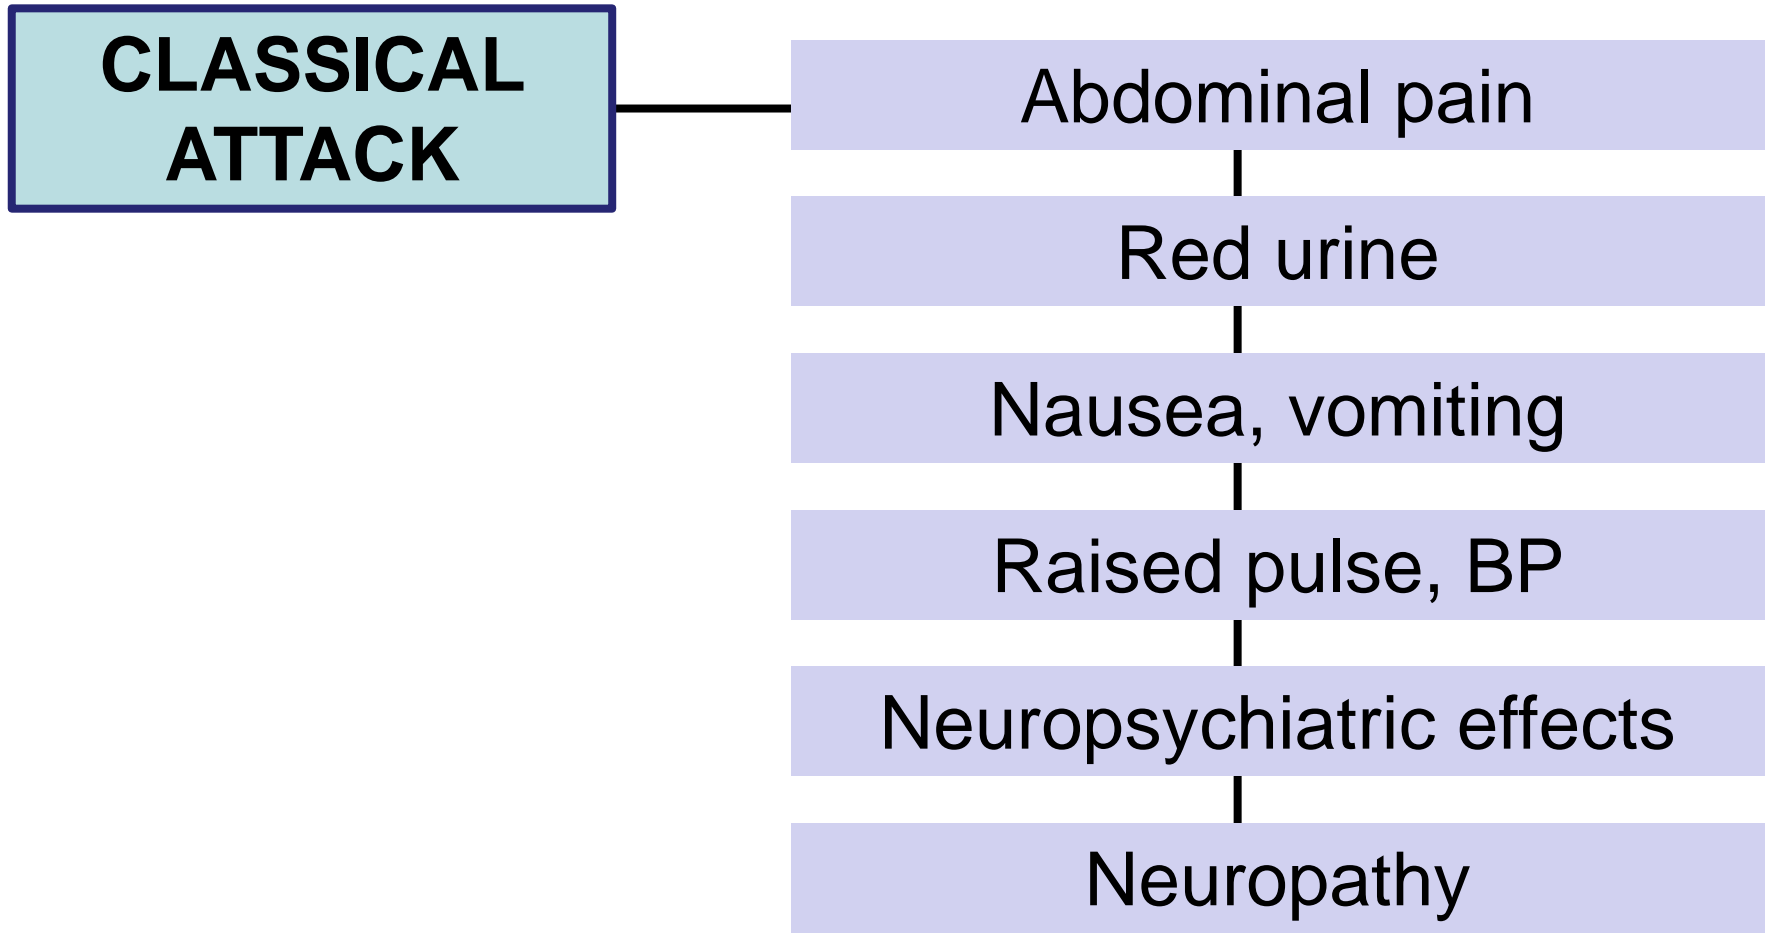 CLASSICAL
ATTACK
Abdominal pain
Red urine
Nausea, vomiting
Raised pulse, BP
Neuropsychiatric effects
Neuropathy